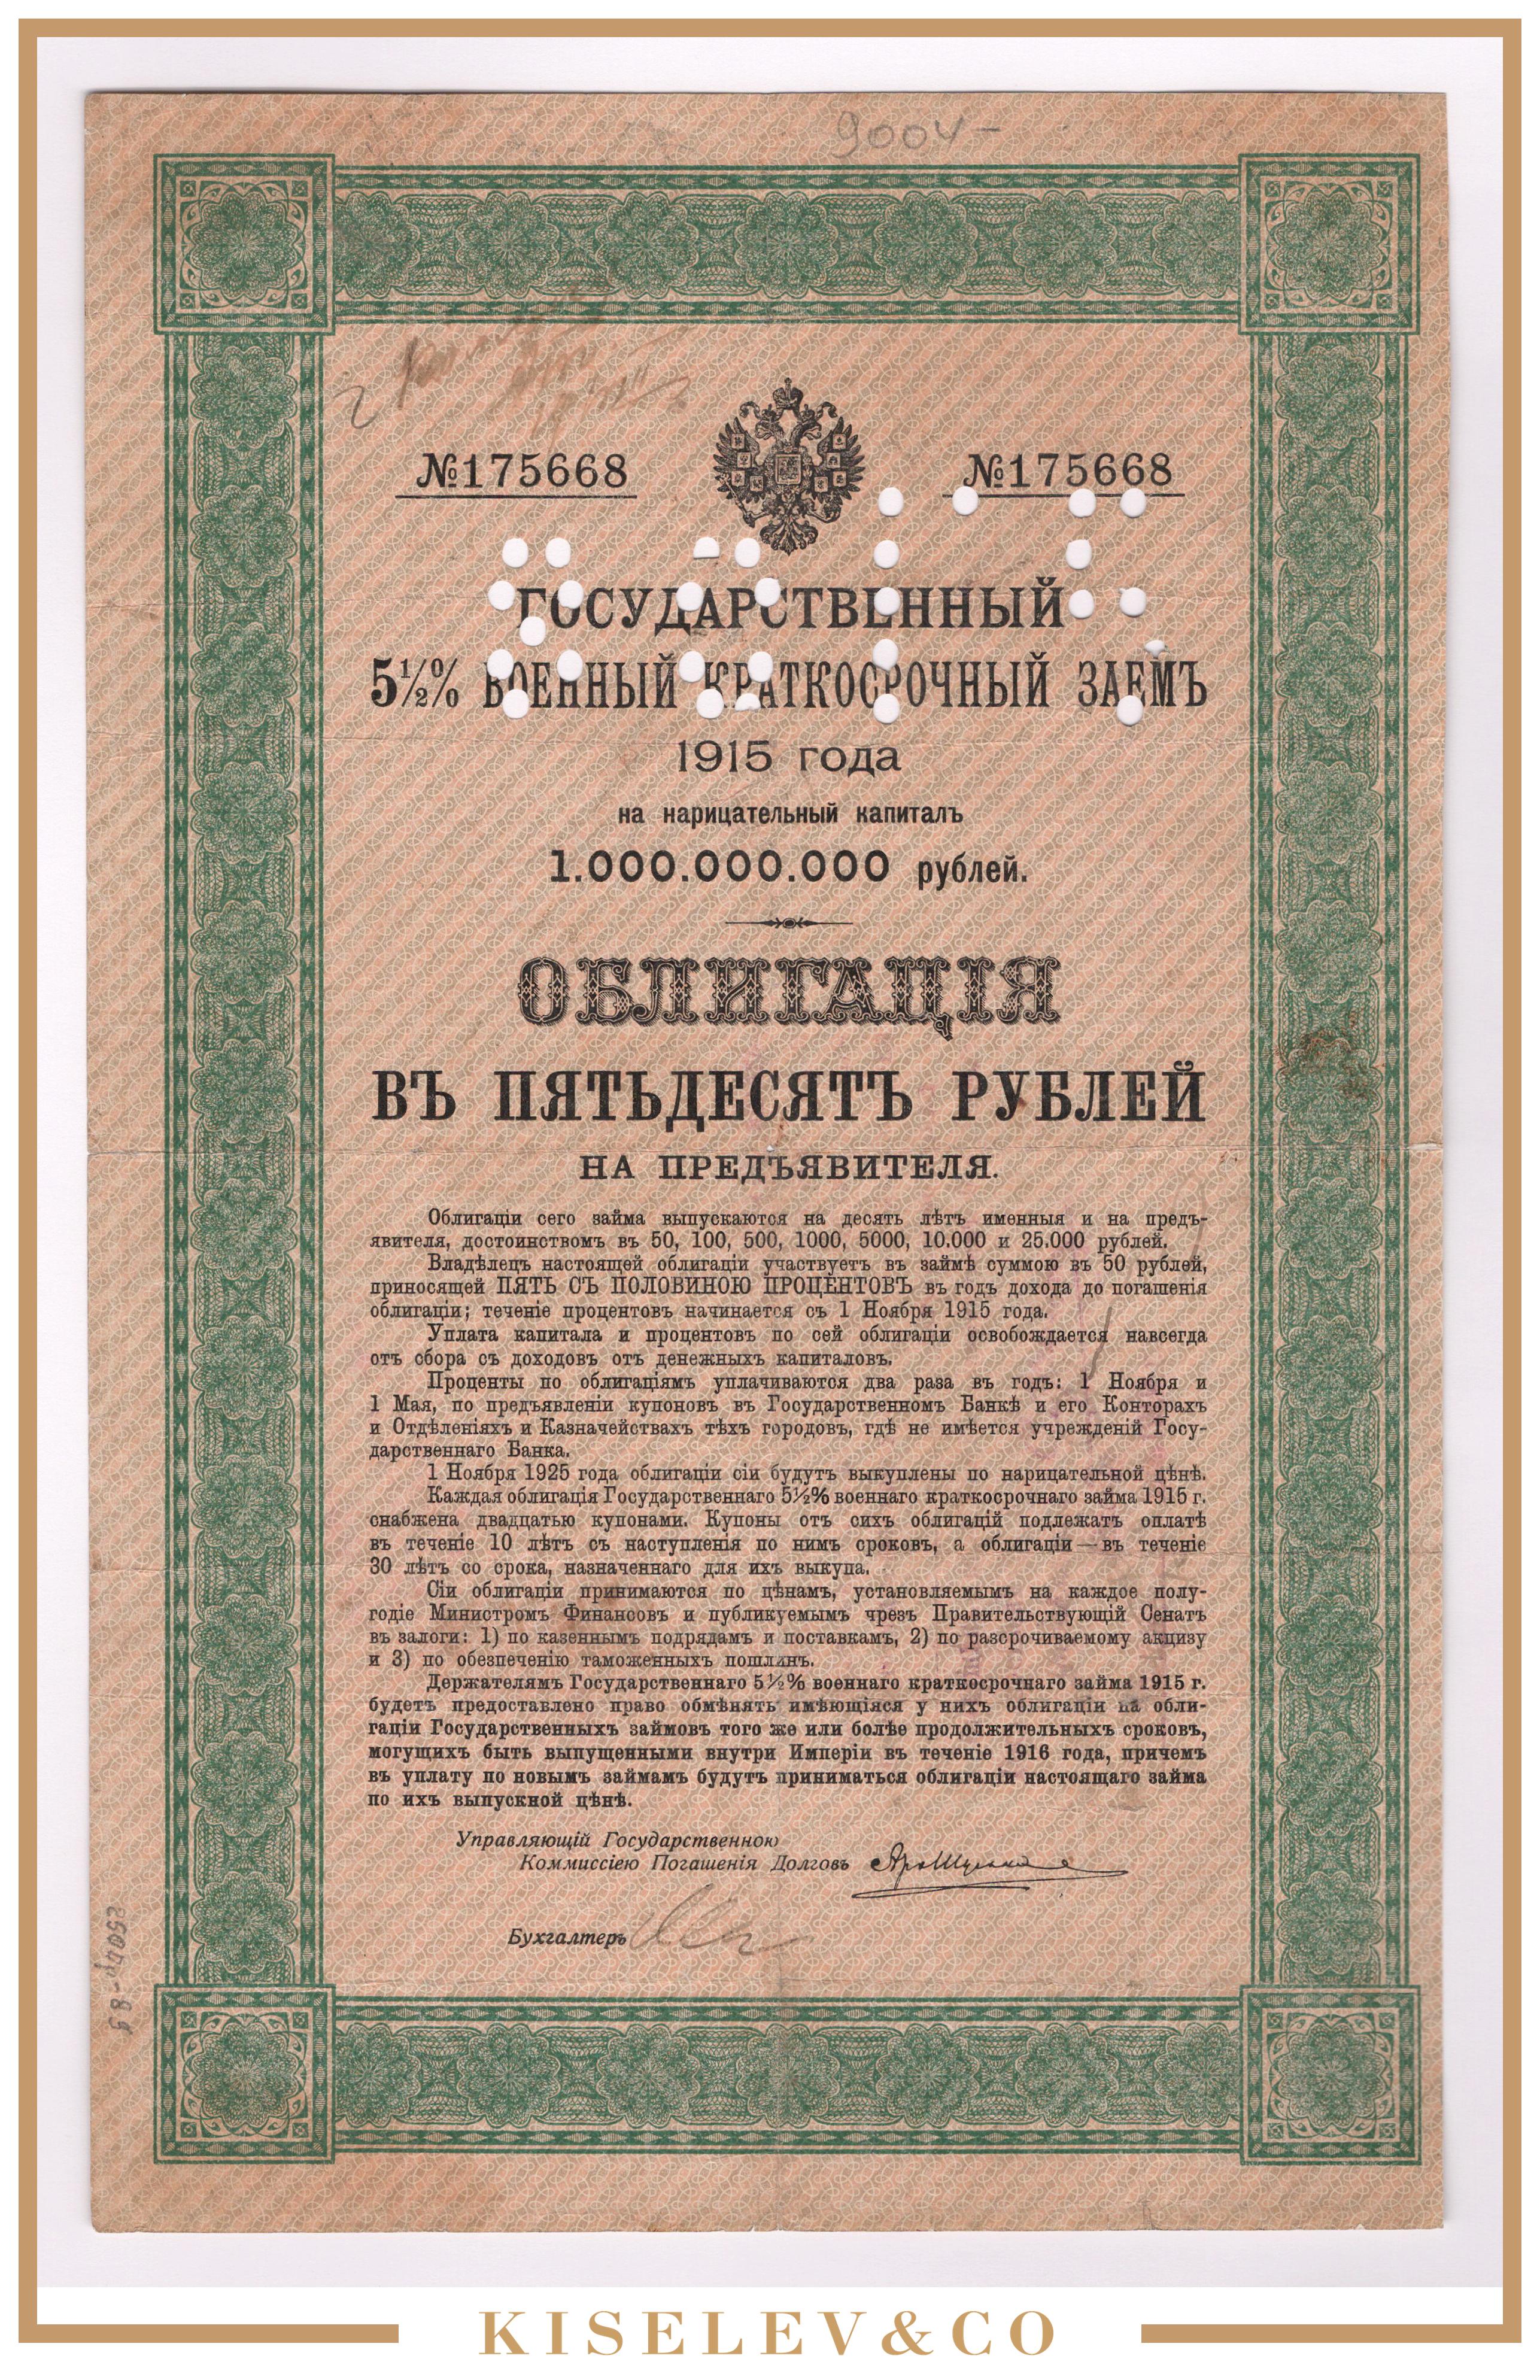 9004-
№175668 №175668
ГОСУДАРСТВЕННЫЙ
5½% ВОЕННЫЙ КРАТКОСРОЧНЫЙ ЗАЕМЪ
1915 года
на нарицательный капиталъ
1.000.000.000 рублей.
ОБЛИГАЦІЯ
ВЪ ПЯТЬДЕСЯТЪ РУБЛЕЙ
НА ПРЕДЪЯВИТЕЛЯ.
Облигаціи сего займа выпускаются на десять лѣтъ именныя и на предъ-
явителя, достоинствомъ въ 50, 100, 500, 1000, 5000, 10.000 и 25.000 рублей.
Владѣлецъ настоящей облигаціи участвуетъ въ займѣ суммою въ 50 рублей,
приносящей ПЯТЬ СЪ ПОЛОВИНОЮ ПРОЦЕНТОВЪ въ годъ дохода до погашенія
облигаціи; теченіе процентовъ начинается съ 1 Ноября 1915 года.
Уплата капитала и процентовъ по сей облигаціи освобождается навсегда
отъ сбора съ доходовъ отъ денежныхъ капиталовъ.
Проценты по облигаціямъ уплачиваются два раза въ годъ: 1 Ноября и
1 Мая, по предъявленіи купоновъ въ Государственномъ Банкѣ и его Конторахъ
и Отдѣленіяхъ и Казначействахъ тѣхъ городовъ, гдѣ не имѣется учрежденій Госу-
дарственнаго Банка.
1 Ноября 1925 года облигаціи сіи будутъ выкуплены по нарицательной цѣнѣ.
Каждая облигація Государственнаго 5½% военнаго краткосрочнаго займа 1915 г.
снабжена двадцатью купонами. Купоны отъ сихъ облигацій подлежатъ оплатѣ
въ теченіе 10 лѣтъ съ наступленія по нимъ сроковъ, а облигаціи — въ теченіе
30 лѣтъ со срока, назначеннаго для ихъ выкупа.
Сіи облигаціи принимаются по цѣнамъ, установляемымъ на каждое полу-
годіе Министромъ Финансовъ и публикуемымъ чрезъ Правительствующій Сенатъ
въ залоги: 1) по казеннымъ подрядамъ и поставкамъ, 2) по разсрочиваемому акцизу
и 3) по обезпеченію таможенныхъ пошлинъ.
Держателямъ Государственнаго 5½% военнаго краткосрочнаго займа 1915 г.
будетъ предоставлено право обмѣнять имѣющіяся у нихъ облигаціи на обли-
гаціи Государственныхъ займовъ того же или болѣе продолжительныхъ сроковъ,
могущихъ быть выпущенными внутри Имперіи въ теченіе 1916 года, причемъ
въ уплату по новымъ займамъ будутъ приниматься облигаціи настоящаго займа
по ихъ выпускной цѣнѣ.
Управляющій Государственною
Коммиссіею Погашенія Долговъ
Бухгалтеръ
KISELEV&CO